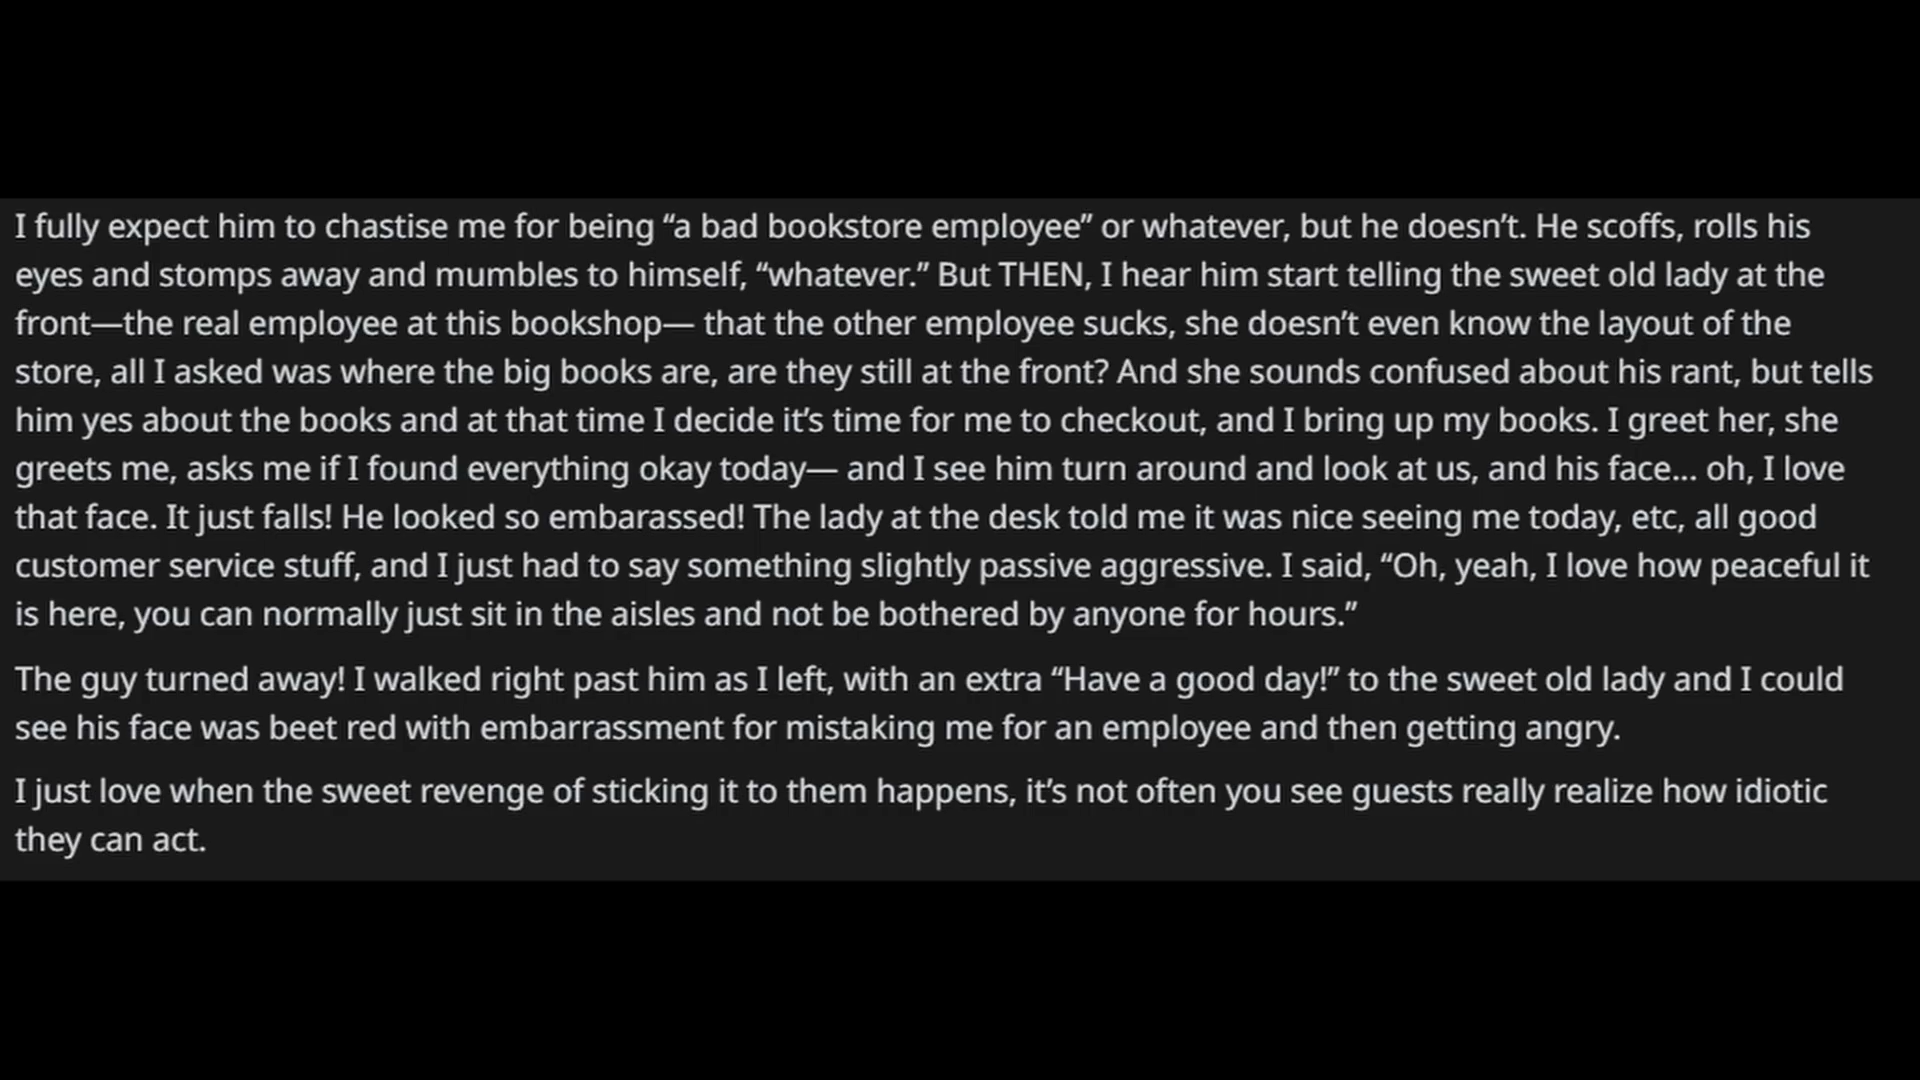 I fully expect him to chastise me for being “a bad bookstore employee” or whatever, but he doesn’t. He scoffs, rolls his
eyes and stomps away and mumbles to himself, “whatever.” But THEN, I hear him start telling the sweet old lady at the
front—the real employee at this bookshop— that the other employee sucks, she doesn’t even know the layout of the
store, all I asked was where the big books are, are they still at the front? And she sounds confused about his rant, but tells
him yes about the books and at that time I decide it’s time for me to checkout, and I bring up my books. I greet her, she
greets me, asks me if I found everything okay today— and I see him turn around and look at us, and his face... oh, I love
that face. It just falls! He looked so embarassed! The lady at the desk told me it was nice seeing me today, etc, all good
customer service stuff, and I just had to say something slightly passive aggressive. I said, “Oh, yeah, I love how peaceful it
is here, you can normally just sit in the aisles and not be bothered by anyone for hours.”
The guy turned away! I walked right past him as I left, with an extra “Have a good day!” to the sweet old lady and I could
see his face was beet red with embarrassment for mistaking me for an employee and then getting angry.
I just love when the sweet revenge of sticking it to them happens, it’s not often you see guests really realize how idiotic
they can act.